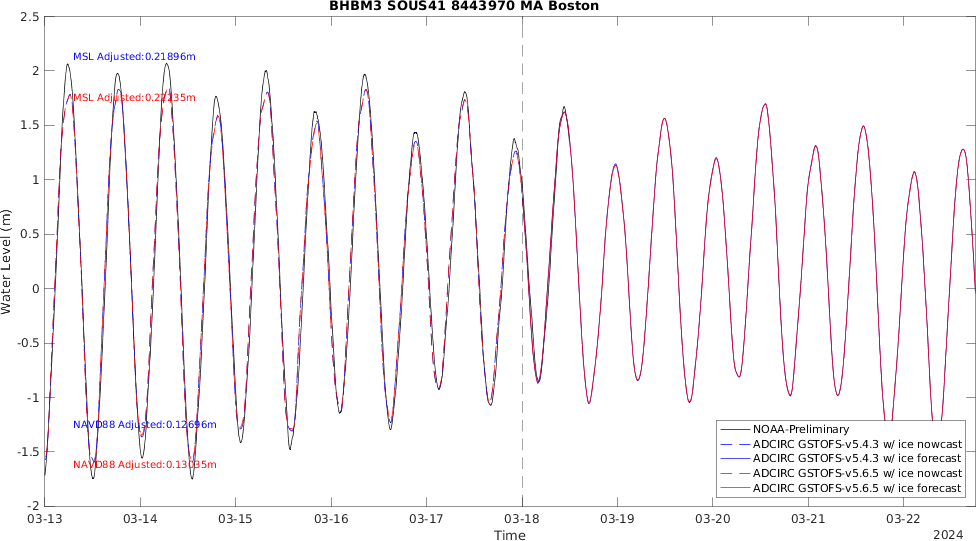 BHBM3 SOUS41 8443970 MA Boston
2.5
2
1.5
1
0.5
0
-0.5
-1
-1.5
-2
Water Level (m)
MSL Adjusted:0.21896m
MSL Adjusted:0.22235m
NAVD88 Adjusted:0.12696m
NAVD88 Adjusted:0.13035m
NOAA-Preliminary
ADCIRC GSTOFS-v5.4.3 w/ ice nowcast
ADCIRC GSTOFS-v5.4.3 w/ ice forecast
ADCIRC GSTOFS-v5.6.5 w/ ice nowcast
ADCIRC GSTOFS-v5.6.5 w/ ice forecast
03-13 03-14 03-15 03-16 03-17 03-18 03-19 03-20 03-21 03-22
Time
2024